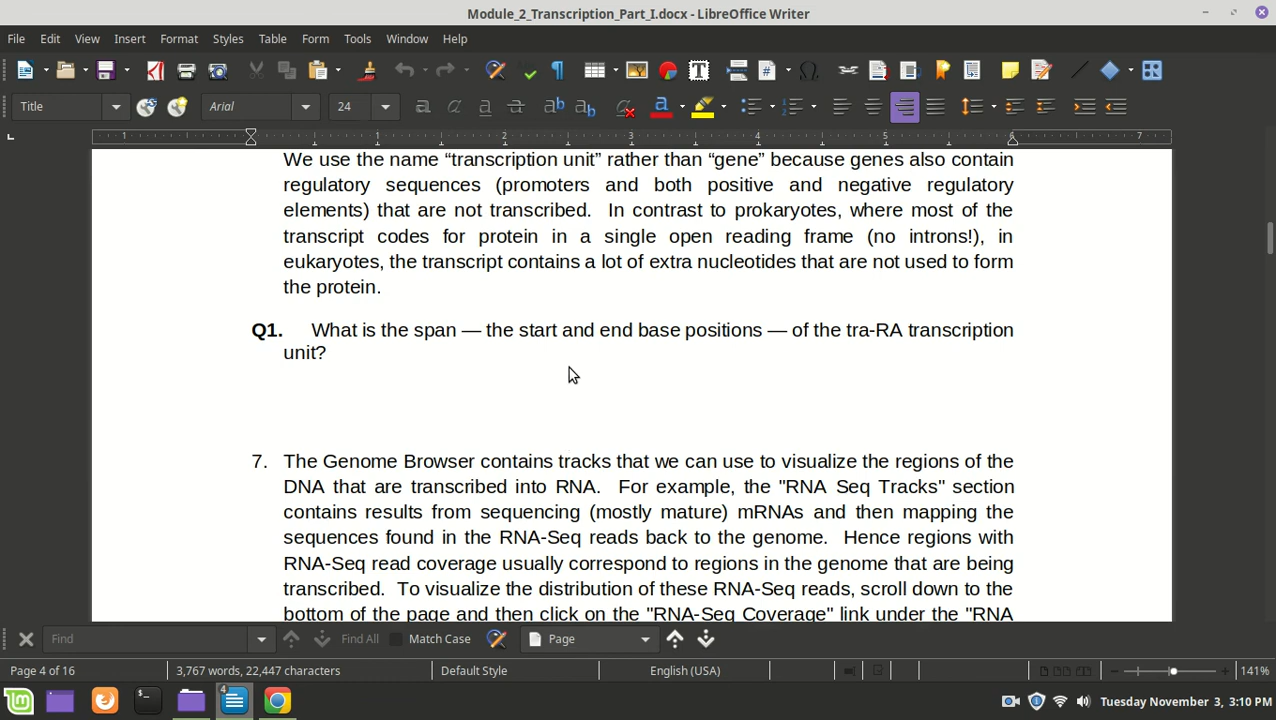 Module_2_Transcription_Part_I.docx - LibreOffice Writer
File Edit View Insert Format Styles Table Form Tools Window Help
Title Arial 24
1 1 2 3 4 5 6 7
We use the name “transcription unit” rather than “gene” because genes also contain
regulatory sequences (promoters and both positive and negative regulatory
elements) that are not transcribed. In contrast to prokaryotes, where most of the
transcript codes for protein in a single open reading frame (no introns!), in
eukaryotes, the transcript contains a lot of extra nucleotides that are not used to form
the protein.
Q1. What is the span — the start and end base positions — of the tra-RA transcription
unit?
7. The Genome Browser contains tracks that we can use to visualize the regions of the
DNA that are transcribed into RNA. For example, the "RNA Seq Tracks" section
contains results from sequencing (mostly mature) mRNAs and then mapping the
sequences found in the RNA-Seq reads back to the genome. Hence regions with
RNA-Seq read coverage usually correspond to regions in the genome that are being
transcribed. To visualize the distribution of these RNA-Seq reads, scroll down to the
bottom of the page and then click on the "RNA-Seq Coverage" link under the "RNA
Find Find All Match Case Page
Page 4 of 16 3,767 words, 22,447 characters Default Style English (USA) 141%
4 Tuesday November 3, 3:10 PM